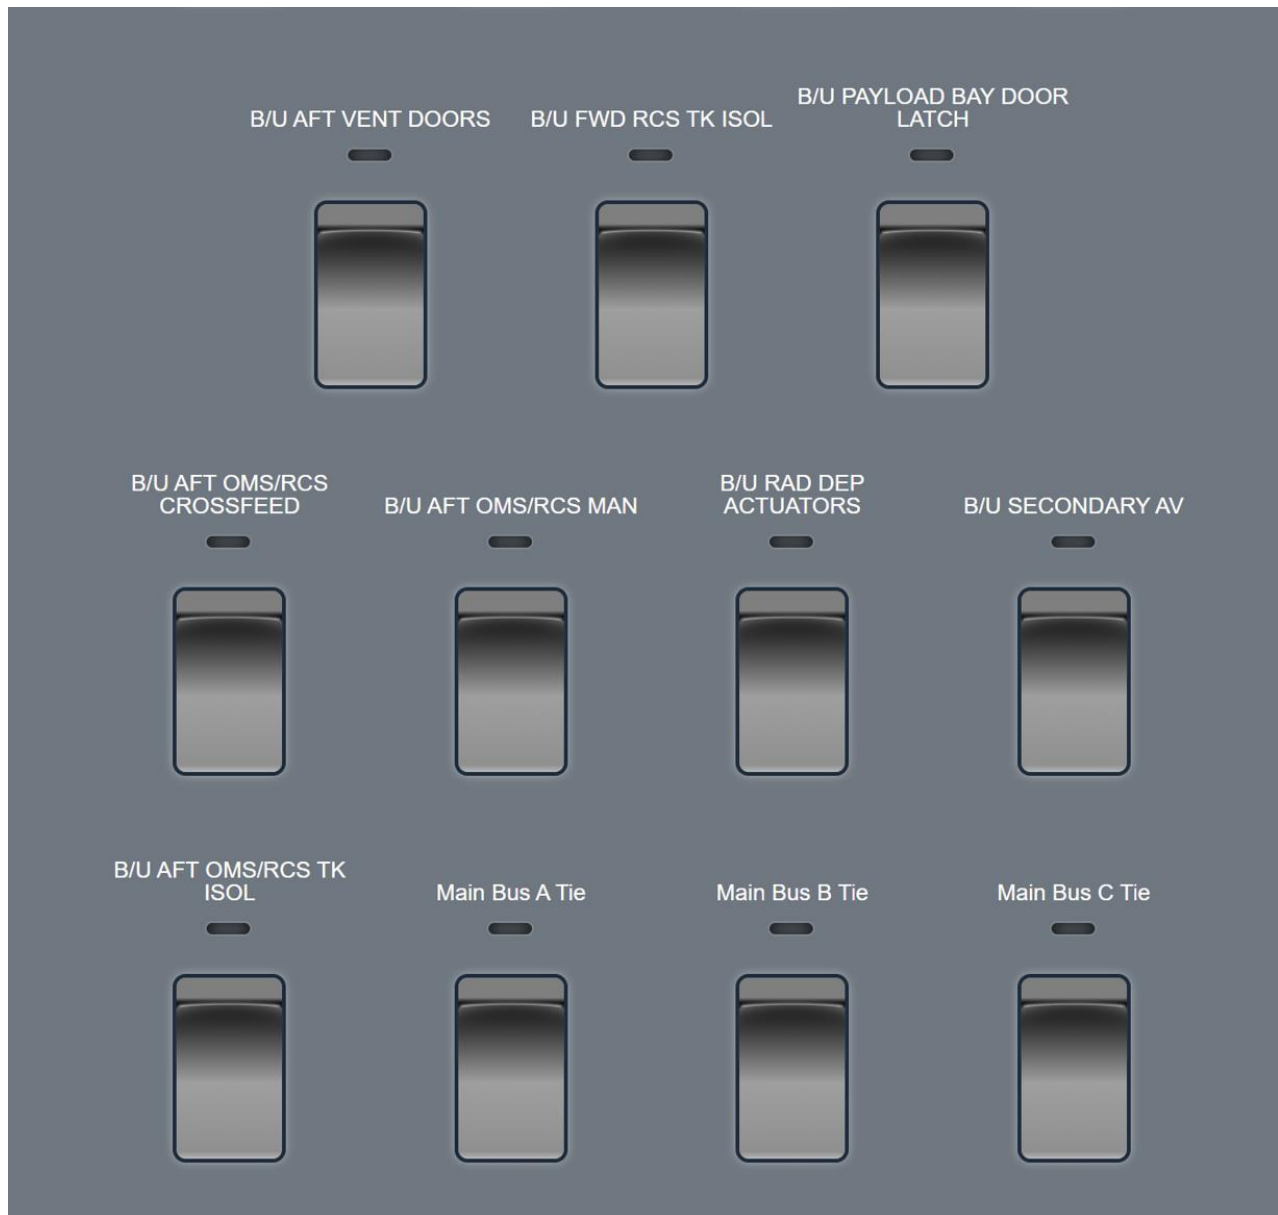 B/U AFT VENT DOORS
B/U FWD RCS TK ISOL
B/U PAYLOAD BAY DOOR
LATCH
B/U AFT OMS/RCS
CROSSFEED
B/U AFT OMS/RCS MAN
B/U RAD DEP
ACTUATORS
B/U SECONDARY AV
B/U AFT OMS/RCS TK
ISOL
Main Bus A Tie
Main Bus B Tie
Main Bus C Tie